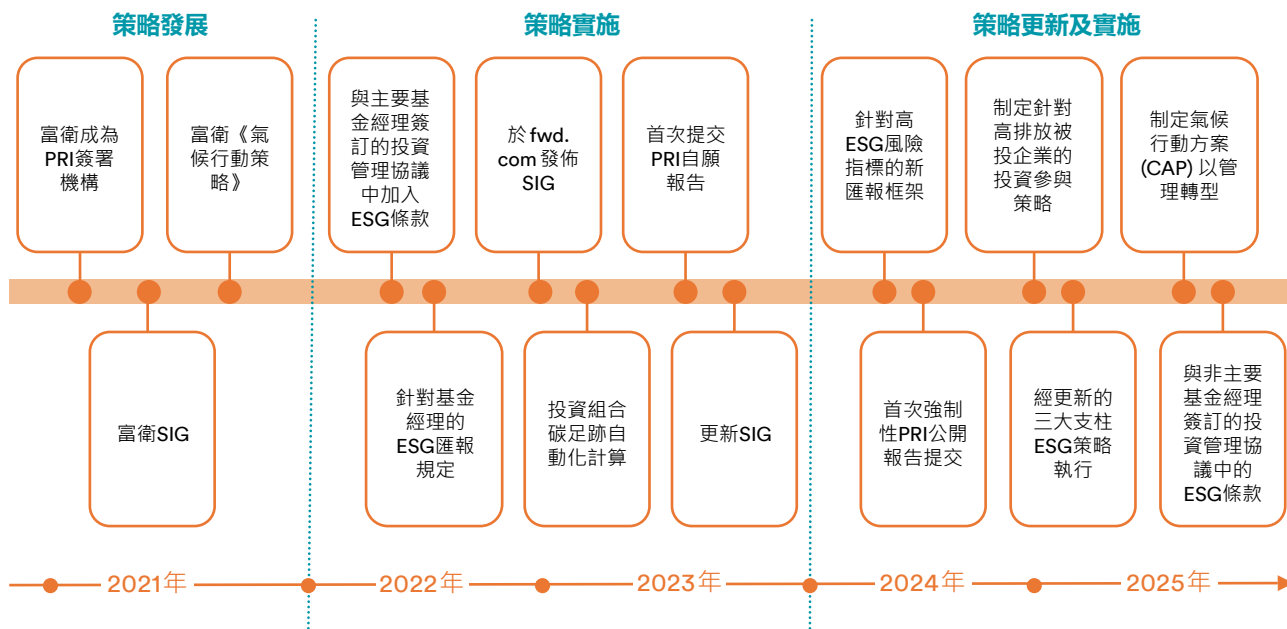 策略發展
策略實施
策略更新及實施
富衛成為
PRI簽署
機構
富衛《氣
候行動策
略》
與主要基
金經理簽
訂的投資
管理協議
中加入
ESG條款
於fwd.
com發佈
SIG
首次提交
PRI自願
報告
針對高
ESG風險
指標的新
匯報框架
制定針對
高排放被
投企業的
投資參與
策略
制定氣候
行動方案
(CAP) 以管
理轉型
富衛SIG
針對基金
經理的
ESG匯報
規定
投資組合
碳足跡自
動化計算
更新SIG
首次強制
性PRI公開
報告提交
經更新的
三大支柱
ESG策略
執行
與非主要
基金經理
簽訂的投
資管理協
議中的
ESG條款
2021年
2022年
2023年
2024年
2025年